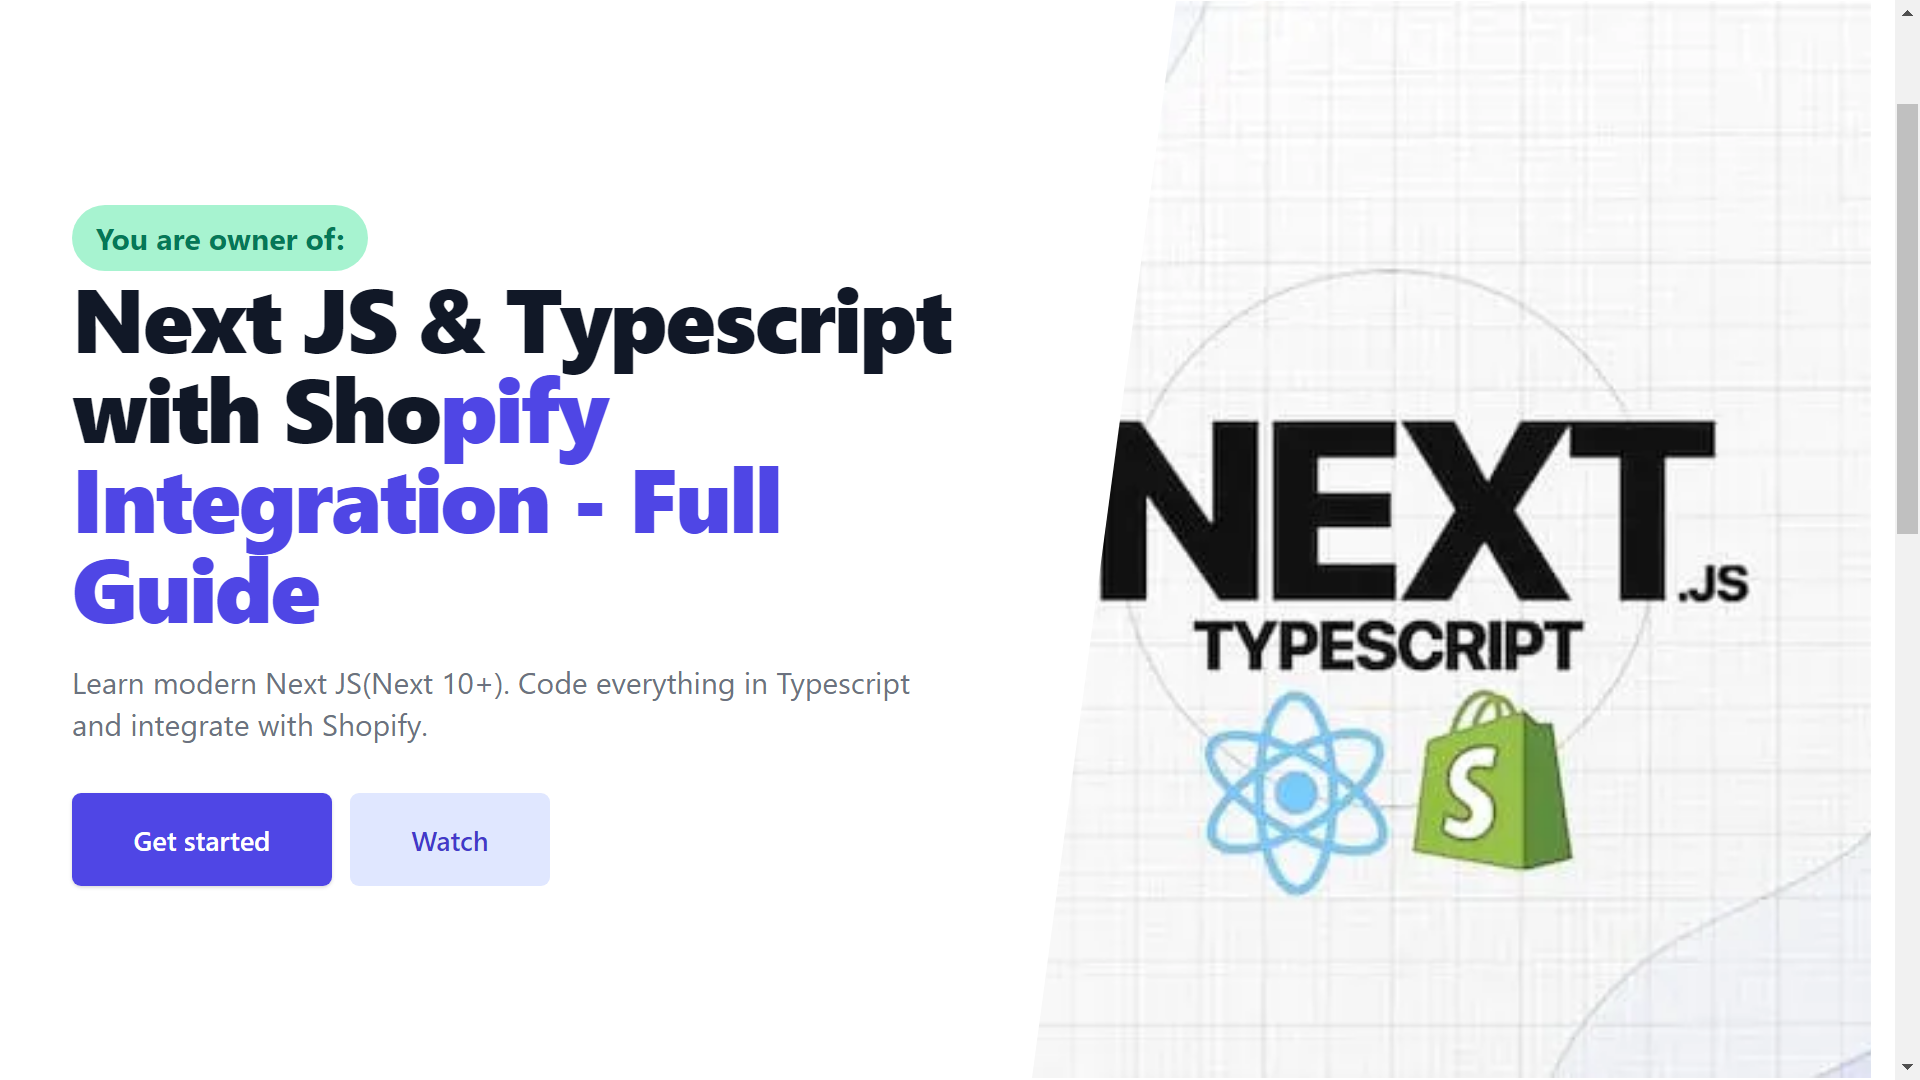 You are owner of:
Next JS & Typescript
with Shopify
Integration - Full
Guide
Learn modern Next JS(Next 10+). Code everything in Typescript
and integrate with Shopify.
Get started
Watch
NEXT.JS
TYPESCRIPT
S